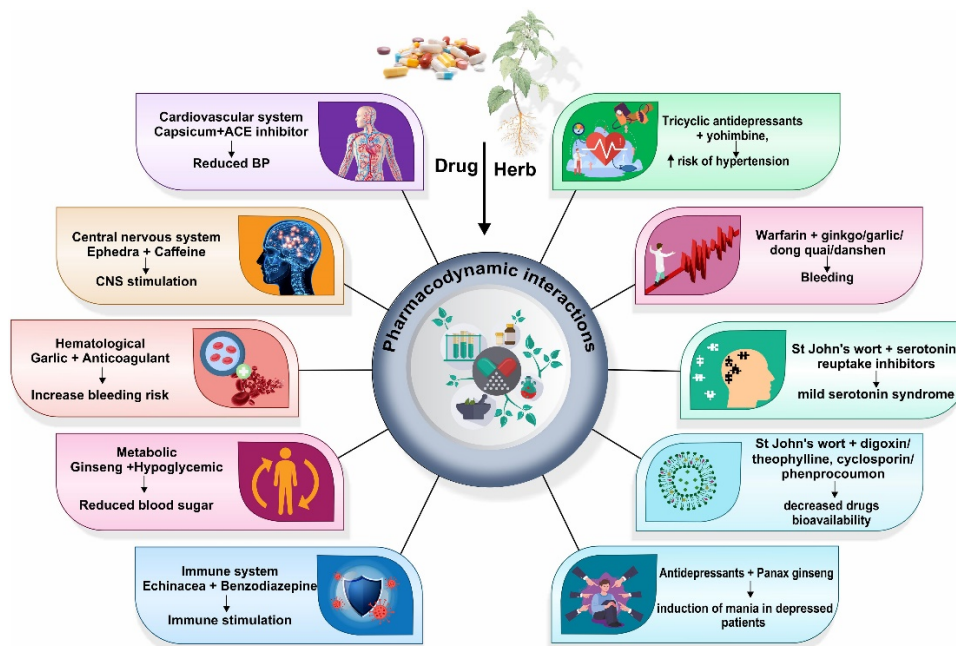 Drug
Herb
Pharmacodynamic interactions
Cardiovascular system
Capsicum+ACE inhibitor
Reduced BP
Central nervous system
Ephedra + Caffeine
CNS stimulation
Hematological
Garlic + Anticoagulant
Increase bleeding risk
Metabolic
Ginseng +Hypoglycemic
Reduced blood sugar
Immune system
Echinacea + Benzodiazepine
Immune stimulation
Tricyclic antidepressants
+ yohimbine,
↑ risk of hypertension
Warfarin + ginkgo/garlic/
dong quai/danshen
Bleeding
St John's wort + serotonin
reuptake inhibitors
mild serotonin syndrome
St John's wort + digoxin/
theophylline, cyclosporin/
phenprocoumon
decreased drugs
bioavailability
Antidepressants + Panax ginseng
induction of mania in depressed
patients